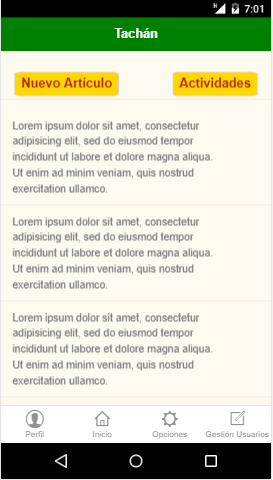 7:01
Tachán
Nuevo Artículo Actividades
Lorem ipsum dolor sit amet, consectetur
adipisicing elit, sed do eiusmod tempor
incididunt ut labore et dolore magna aliqua.
Ut enim ad minim veniam, quis nostrud
exercitation ullamco.
Lorem ipsum dolor sit amet, consectetur
adipisicing elit, sed do eiusmod tempor
incididunt ut labore et dolore magna aliqua.
Ut enim ad minim veniam, quis nostrud
exercitation ullamco.
Lorem ipsum dolor sit amet, consectetur
adipisicing elit, sed do eiusmod tempor
incididunt ut labore et dolore magna aliqua.
Ut enim ad minim veniam, quis nostrud
exercitation ullamco.
Perfil Inicio Opciones Gestión Usuarios